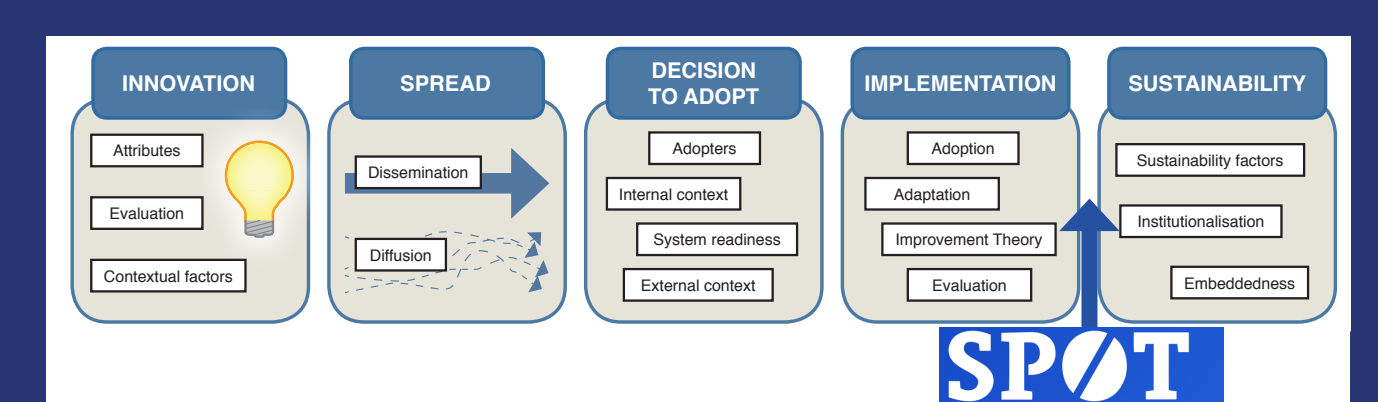 INNOVATION
Attributes
Evaluation
Contextual factors
SPREAD
Dissemination
Diffusion
DECISION
TO ADOPT
Adopters
Internal context
System readiness
External context
IMPLEMENTATION
Adoption
Adaptation
Improvement Theory
Evaluation
SUSTAINABILITY
Sustainability factors
Institutionalisation
Embeddedness
SPOT